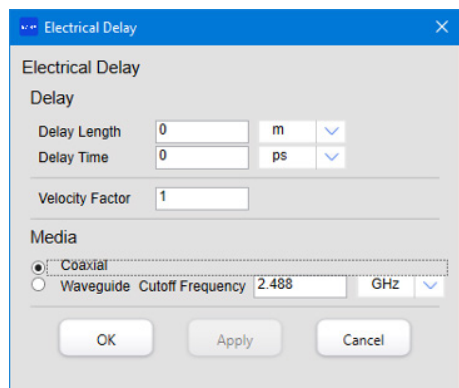 Electrical Delay
Electrical Delay
Delay
Delay Length 0 m
Delay Time 0 ps
Velocity Factor 1
Media
Coaxial
Waveguide Cutoff Frequency 2.488 GHz
OK Apply Cancel